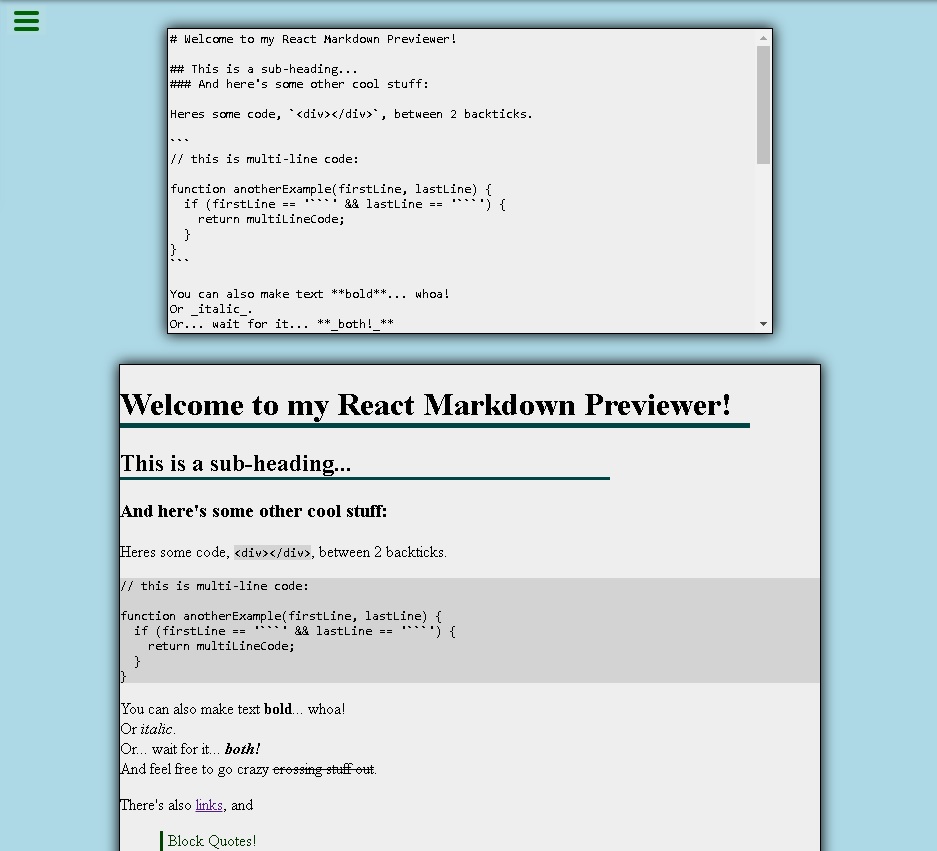 # Welcome to my React Markdown Previewer!
## This is a sub-heading...
### And here's some other cool stuff:
Heres some code, `<div></div>`, between 2 backticks.
```
// this is multi-line code:
function anotherExample(firstLine, lastLine) {
  if (firstLine == '```' && lastLine == '```') {
    return multiLineCode;
  }
}
```
You can also make text **bold**... whoa!
Or _italic_.
Or... wait for it... **_both!_**
Welcome to my React Markdown Previewer!
This is a sub-heading...
And here's some other cool stuff:
Heres some code, <div></div>, between 2 backticks.
// this is multi-line code:
function anotherExample(firstLine, lastLine) {
  if (firstLine == '```' && lastLine == '```') {
    return multiLineCode;
  }
}
You can also make text bold... whoa!
Or italic.
Or... wait for it... both!
And feel free to go crazy crossing stuff out.
There's also links, and
Block Quotes!